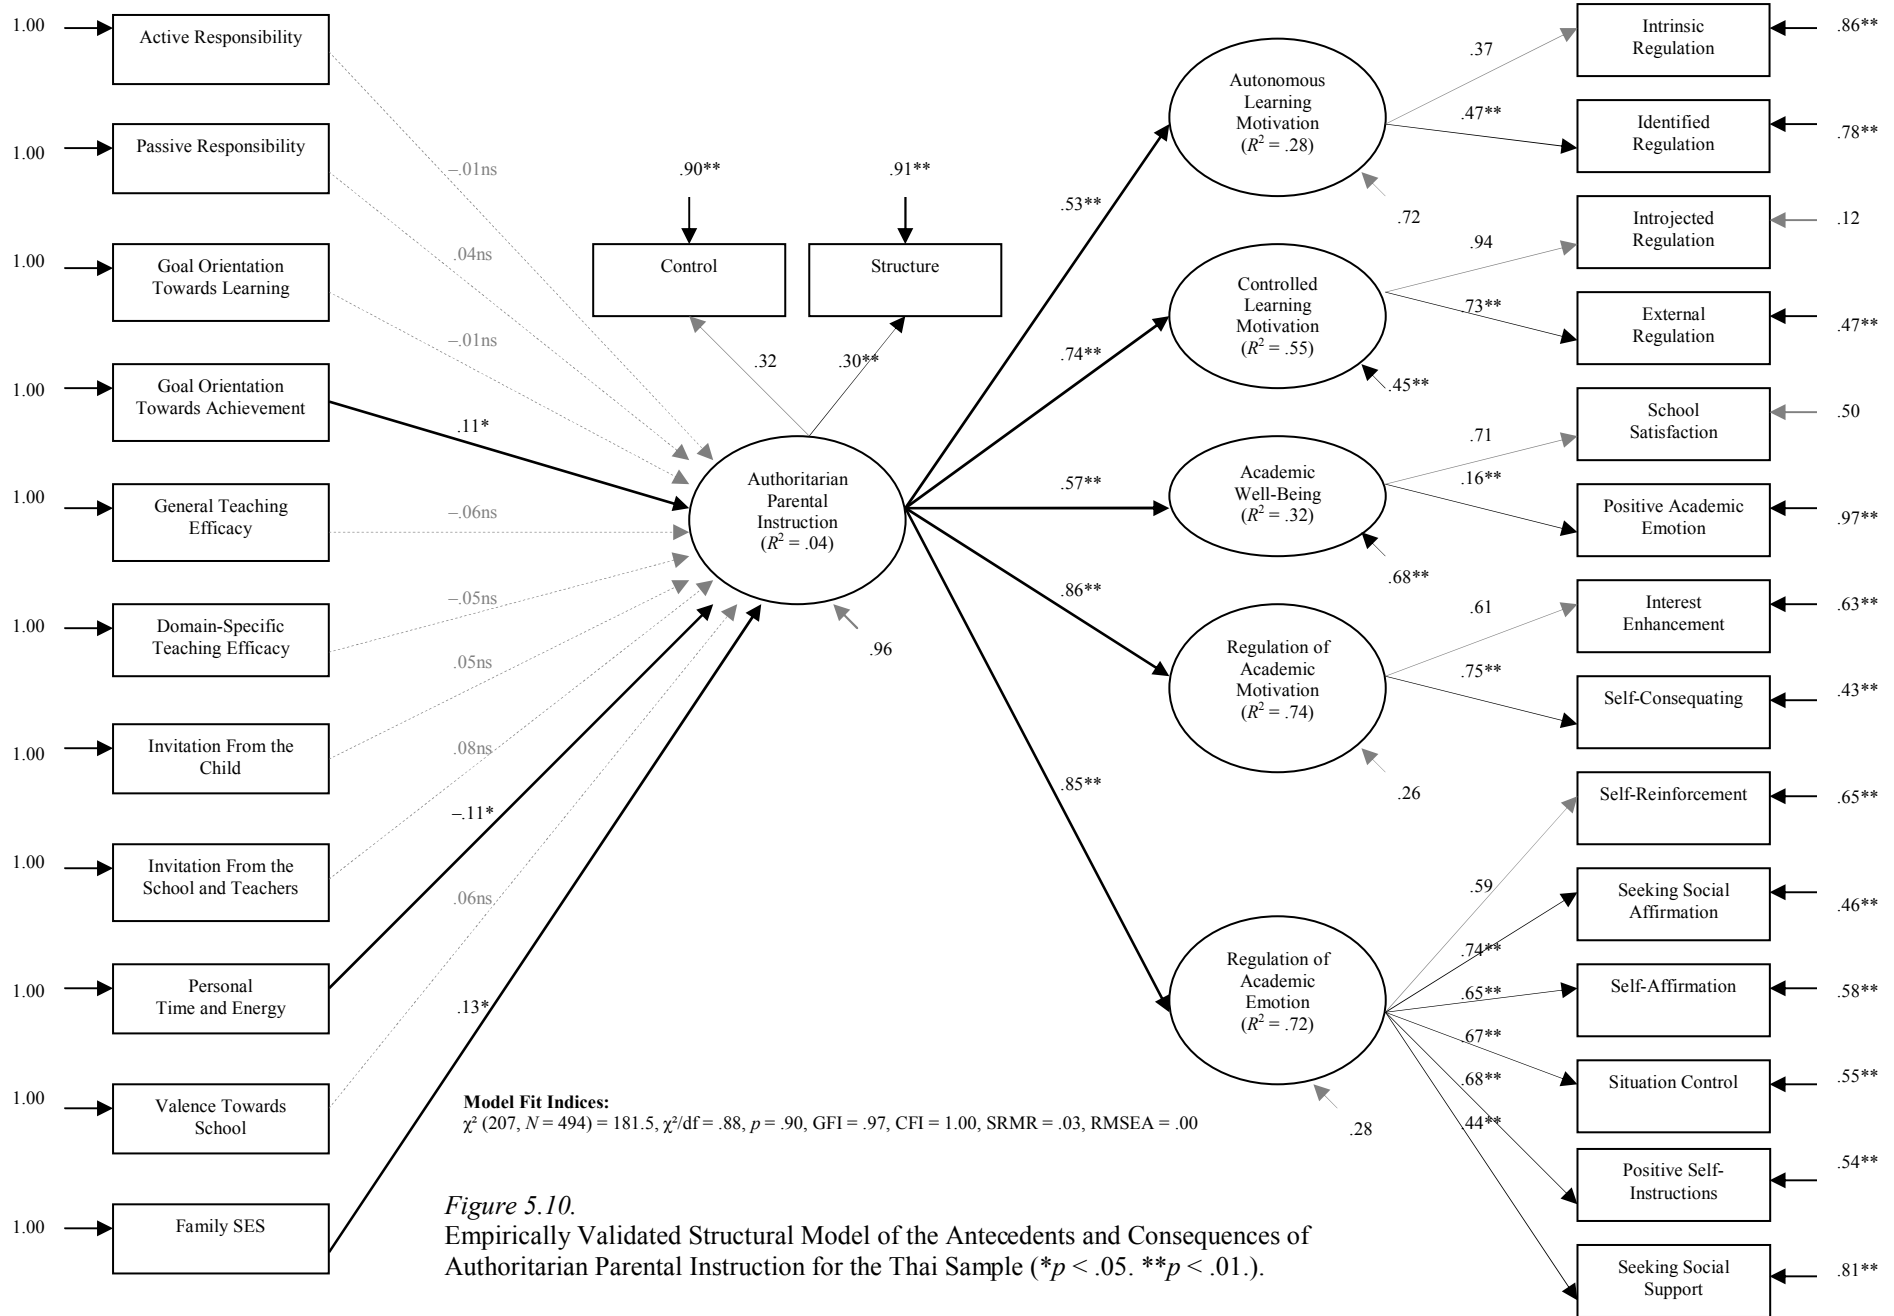 1.00
Active Responsibility
1.00
Passive Responsibility
1.00
Goal Orientation
Towards Learning
1.00
Goal Orientation
Towards Achievement
1.00
General Teaching
Efficacy
1.00
Domain-Specific
Teaching Efficacy
1.00
Invitation From the
Child
1.00
Invitation From the
School and Teachers
1.00
Personal
Time and Energy
1.00
Valence Towards
School
1.00
Family SES
–.01ns
.04ns
–.01ns
.11*
–.06ns
–.05ns
.05ns
.08ns
–.11*
.06ns
.13*
.90**
.91**
Control
Structure
.32
.30**
Authoritarian
Parental
Instruction
(R² = .04)
.96
.53**
.74**
.57**
.86**
.85**
Autonomous
Learning
Motivation
(R² = .28)
.72
Controlled
Learning
Motivation
(R² = .55)
.45**
Academic
Well-Being
(R² = .32)
.68**
Regulation of
Academic
Motivation
(R² = .74)
.26
Regulation of
Academic
Emotion
(R² = .72)
.28
.37
.47**
.94
.73**
.71
.16**
.61
.75**
.59
.74**
.65**
.67**
.68**
.44**
Intrinsic
Regulation
.86**
Identified
Regulation
.78**
Introjected
Regulation
.12
External
Regulation
.47**
School
Satisfaction
.50
Positive Academic
Emotion
.97**
Interest
Enhancement
.63**
Self-Consequating
.43**
Self-Reinforcement
.65**
Seeking Social
Affirmation
.46**
Self-Affirmation
.58**
Situation Control
.55**
Positive Self-
Instructions
.54**
Seeking Social
Support
.81**
Model Fit Indices:
χ² (207, N = 494) = 181.5, χ²/df = .88, p = .90, GFI = .97, CFI = 1.00, SRMR = .03, RMSEA = .00
Figure 5.10.
Empirically Validated Structural Model of the Antecedents and Consequences of
Authoritarian Parental Instruction for the Thai Sample (*p < .05. **p < .01.).